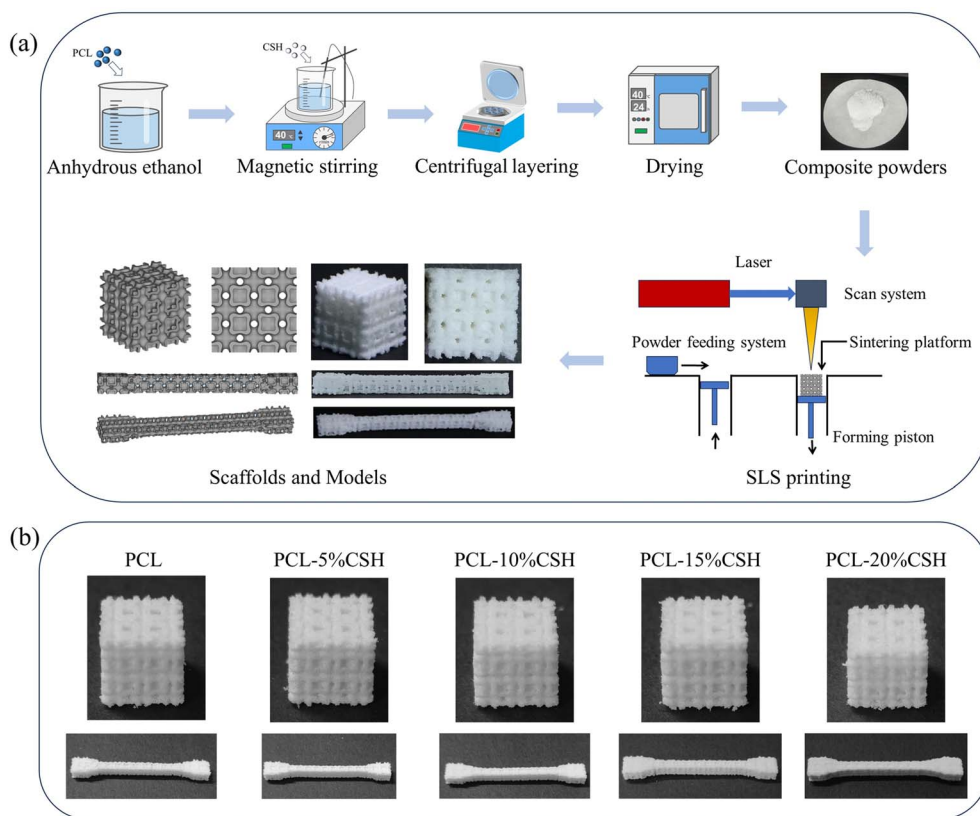 (a)
PCL
CSH
40 °C
40 °C
24 h
Anhydrous ethanol
Magnetic stirring
Centrifugal layering
Drying
Composite powders
Laser
Scan system
Powder feeding system
Sintering platform
Forming piston
Scaffolds and Models
SLS printing
(b)
PCL
PCL-5%CSH
PCL-10%CSH
PCL-15%CSH
PCL-20%CSH